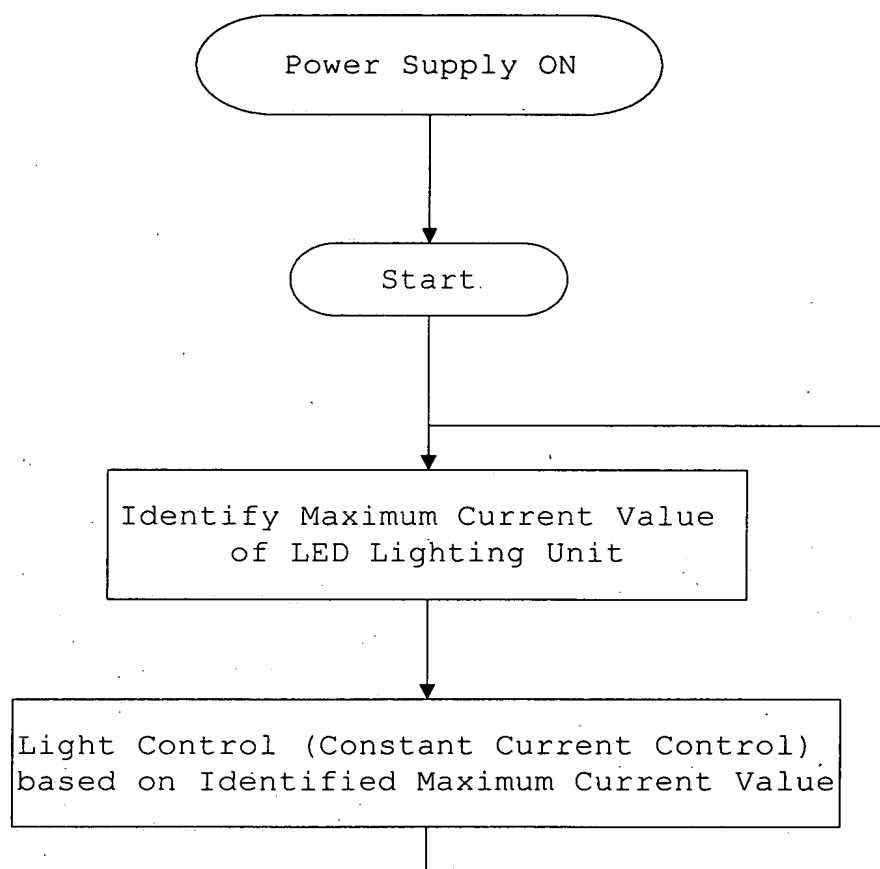 Power Supply ON
Start
Identify Maximum Current Value
of LED Lighting Unit
Light Control (Constant Current Control)
based on Identified Maximum Current Value